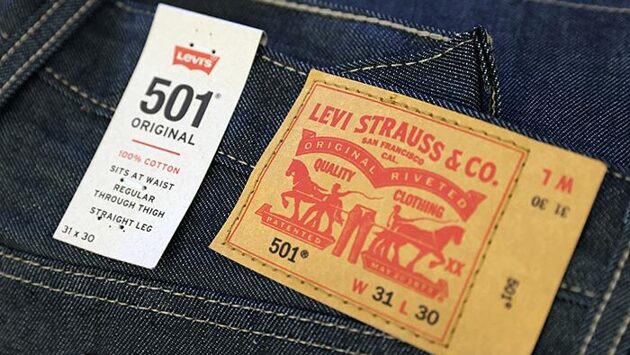 Levi's
501®
ORIGINAL
100% COTTON
SITS AT WAIST
REGULAR
THROUGH THIGH
STRAIGHT LEG
31 x 30
LEVI STRAUSS & CO.
SAN FRANCISCO
CAL.
ORIGINAL RIVETED
QUALITY CLOTHING
PATENTED
XX
501®
W 31 L 30
W L
31 30
501®